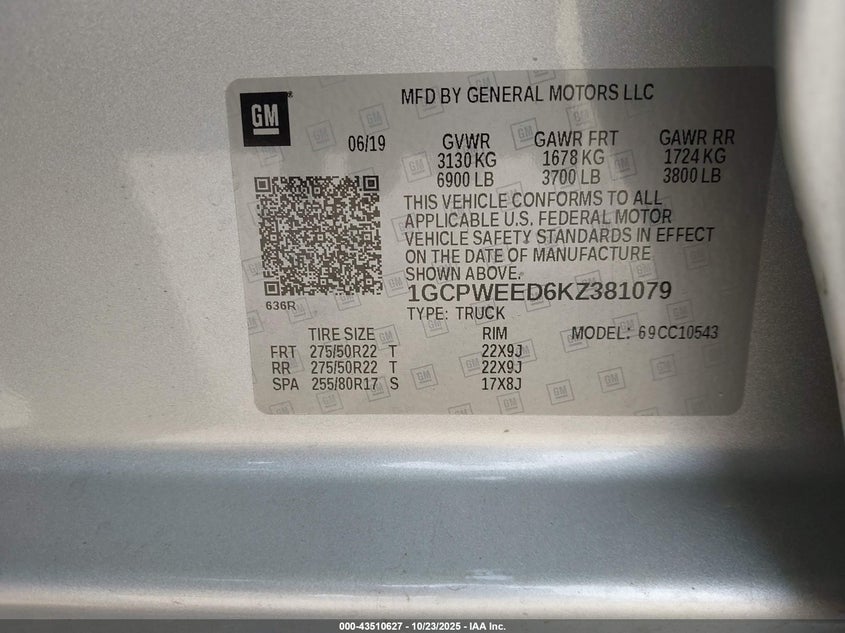 GM
MFD BY GENERAL MOTORS LLC
06/19 GVWR GAWR FRT GAWR RR
3130 KG 1678 KG 1724 KG
6900 LB 3700 LB 3800 LB
THIS VEHICLE CONFORMS TO ALL
APPLICABLE U.S. FEDERAL MOTOR
VEHICLE SAFETY STANDARDS IN EFFECT
ON THE DATE OF MANUFACTURE
SHOWN ABOVE.
636R
1GCPWEED6KZ381079
TYPE: TRUCK
TIRE SIZE RIM MODEL: 69CC10543
FRT 275/50R22 T 22X9J
RR 275/50R22 T 22X9J
SPA 255/80R17 S 17X8J
000-43510627 - 10/23/2025 - IAA Inc.